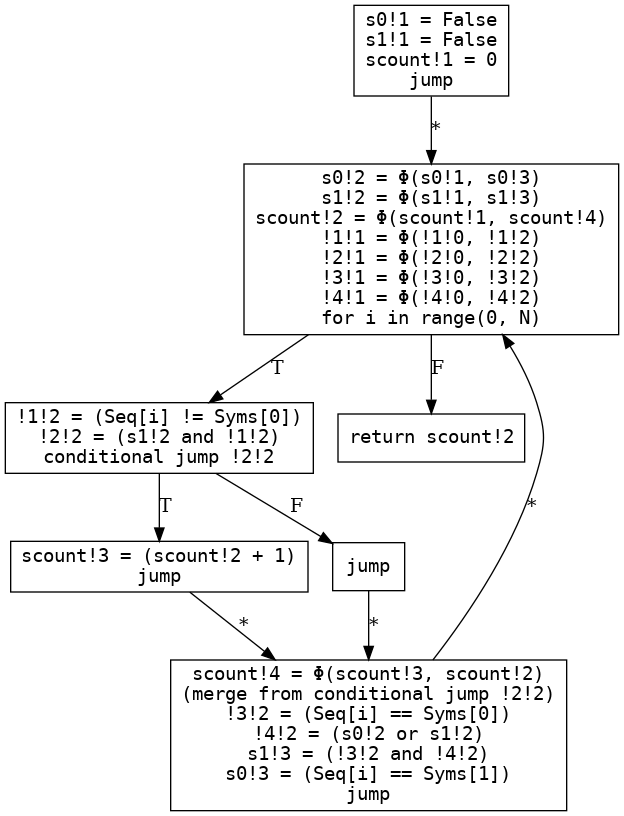 s0!1 = False
s1!1 = False
scount!1 = 0
jump
*
s0!2 = Φ(s0!1, s0!3)
s1!2 = Φ(s1!1, s1!3)
scount!2 = Φ(scount!1, scount!4)
!1!1 = Φ(!1!0, !1!2)
!2!1 = Φ(!2!0, !2!2)
!3!1 = Φ(!3!0, !3!2)
!4!1 = Φ(!4!0, !4!2)
for i in range(0, N)
T
F
!1!2 = (Seq[i] != Syms[0])
!2!2 = (s1!2 and !1!2)
conditional jump !2!2
return scount!2
T
F
*
scount!3 = (scount!2 + 1)
jump
jump
*
*
scount!4 = Φ(scount!3, scount!2)
(merge from conditional jump !2!2)
!3!2 = (Seq[i] == Syms[0])
!4!2 = (s0!2 or s1!2)
s1!3 = (!3!2 and !4!2)
s0!3 = (Seq[i] == Syms[1])
jump